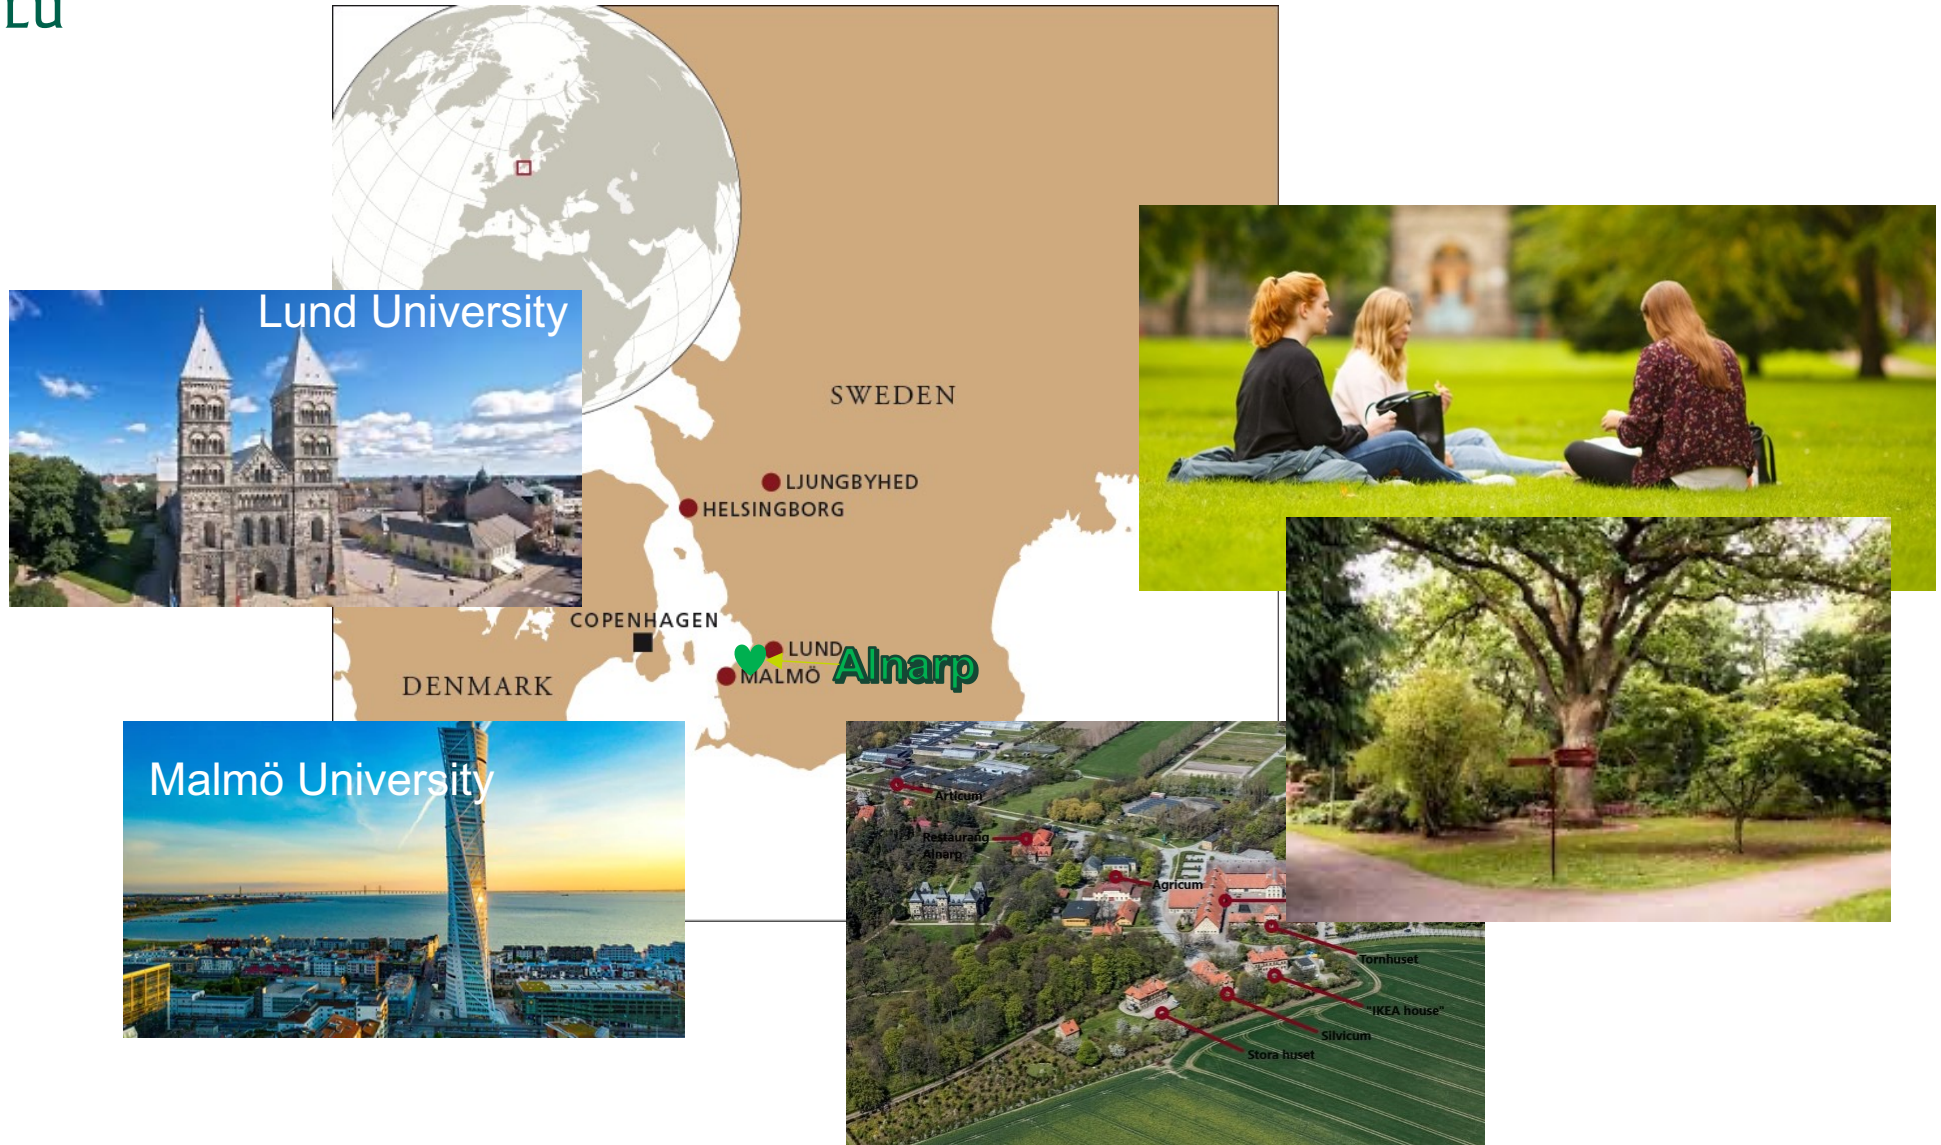 Lund University
SWEDEN
LJUNGBYHED
HELSINGBORG
COPENHAGEN
LUND
Alnarp
MALMÖ
DENMARK
Malmö University
Articum
Restaurang
Alnarp
Agricum
Tornhuset
"IKEA house"
Silvicum
Stora huset